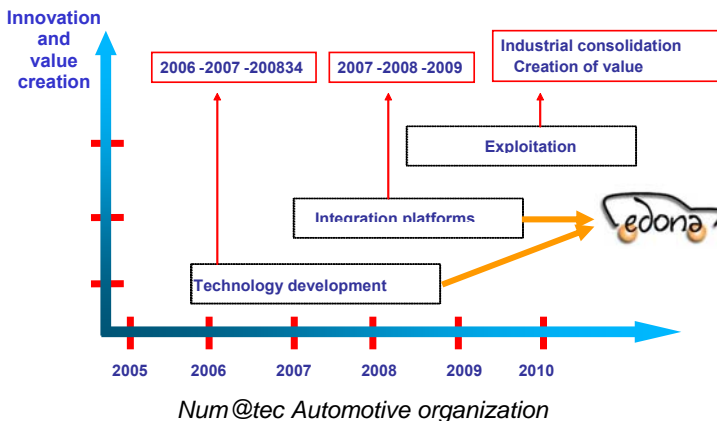 Innovation
and
value
creation
2006 -2007 -200834
2007 -2008 -2009
Industrial consolidation
Creation of value
Exploitation
Integration platforms
edona
Technology development
2005
2006
2007
2008
2009
2010
Num@tec Automotive organization